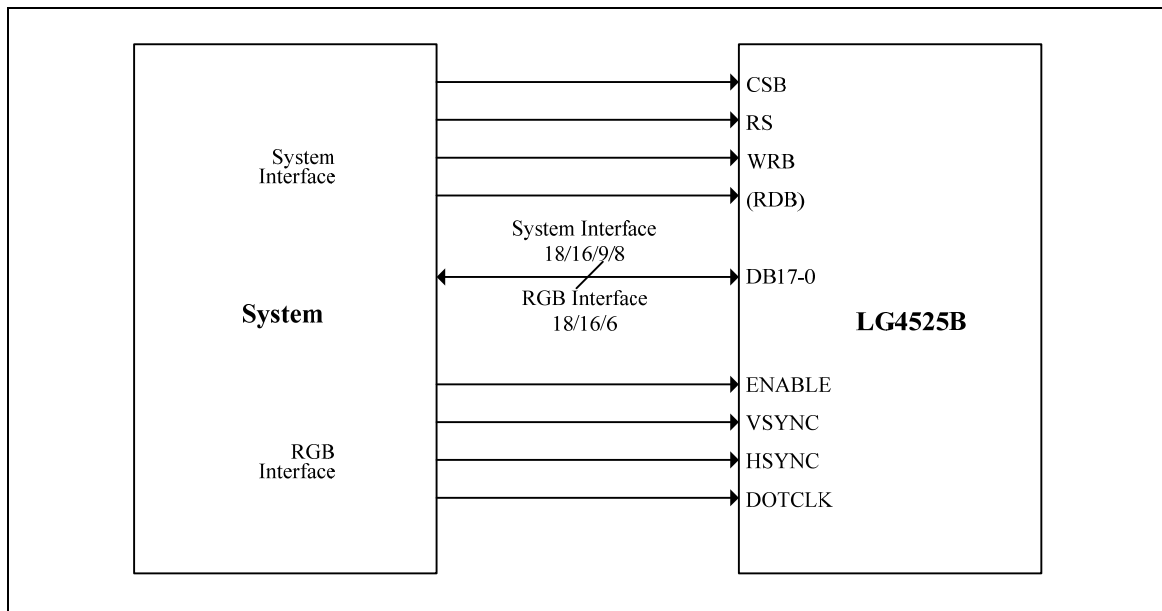 System
Interface
System
RGB
Interface
System Interface
18/16/9/8
RGB Interface
18/16/6
CSB
RS
WRB
(RDB)
DB17-0
ENABLE
VSYNC
HSYNC
DOTCLK
LG4525B